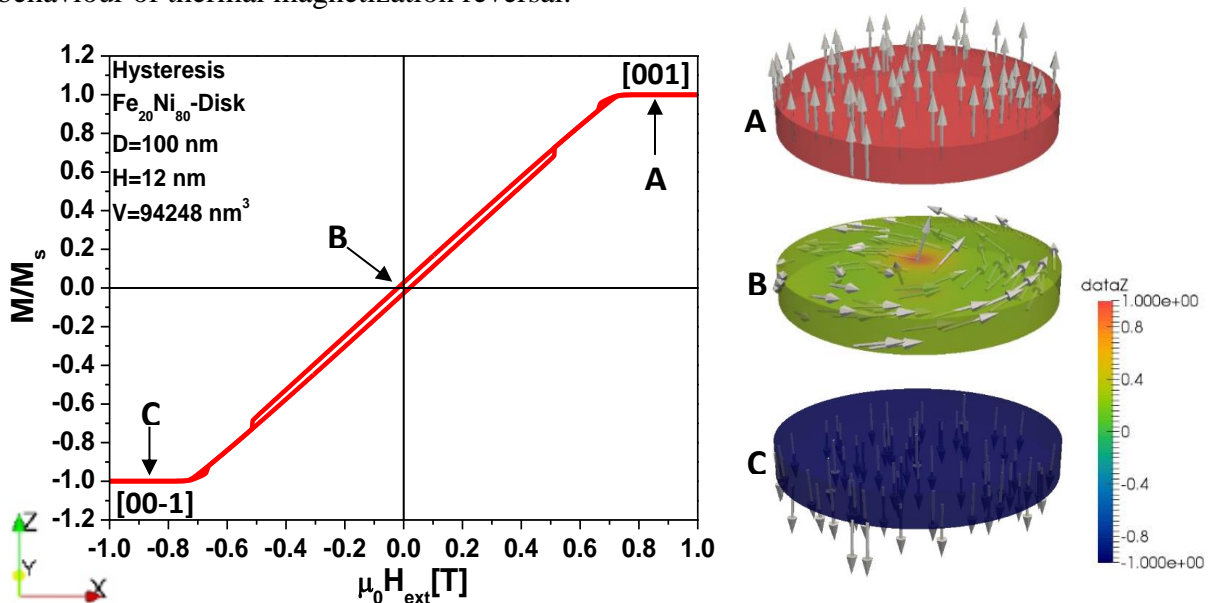 behaviour of thermal magnetization reversal.
1.2
1.0
0.8
0.6
0.4
0.2
0.0
-0.2
-0.4
-0.6
-0.8
-1.0
-1.2
M/Mₛ
Hysteresis
Fe₂₀Ni₈₀-Disk
D=100 nm
H=12 nm
V=94248 nm³
[001]
A
B
C
[00-1]
-1.0 -0.8 -0.6 -0.4 -0.2 0.0 0.2 0.4 0.6 0.8 1.0
μ₀Hₑₓₜ[T]
Z
Y
X
A
B
C
dataZ
1.000e+00
0.8
0.4
0
-0.4
-0.8
-1.000e+00